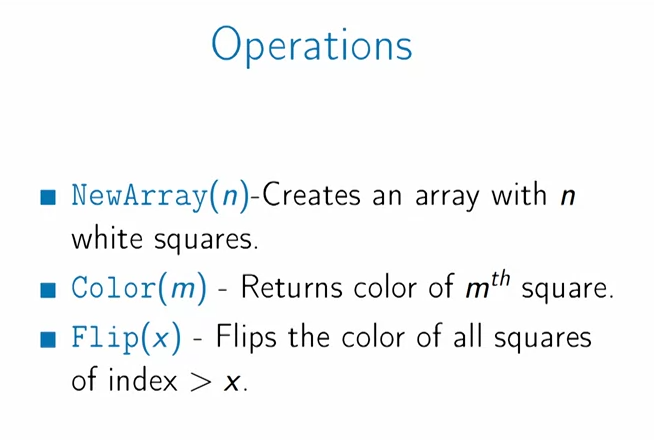 Operations
NewArray(n)-Creates an array with n
white squares.
Color(m) - Returns color of mᵗʰ square.
Flip(x) - Flips the color of all squares
of index > x.